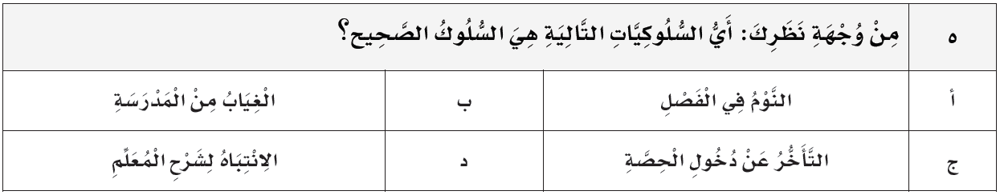 ٥ مِنْ وُجْهَةِ نَظَرِكَ: أَيُّ السُّلُوكِيَّاتِ التَّالِيَةِ هِيَ السُّلُوكُ الصَّحِيح؟
أ النَّوْمُ فِي الْفَصْلِ ب الْغِيَابُ مِنْ الْمَدْرَسَةِ
ج التَّأَخُّرُ عَنْ دُخُولِ الْحِصَّةِ د الِانْتِبَاهُ لِشَرْحِ الْمُعَلِّمِ